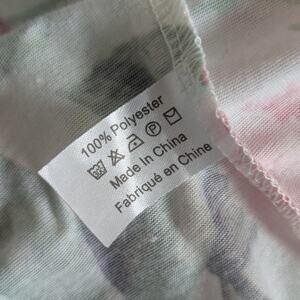 100% Polyester
Made In China
Fabriqué en Chine